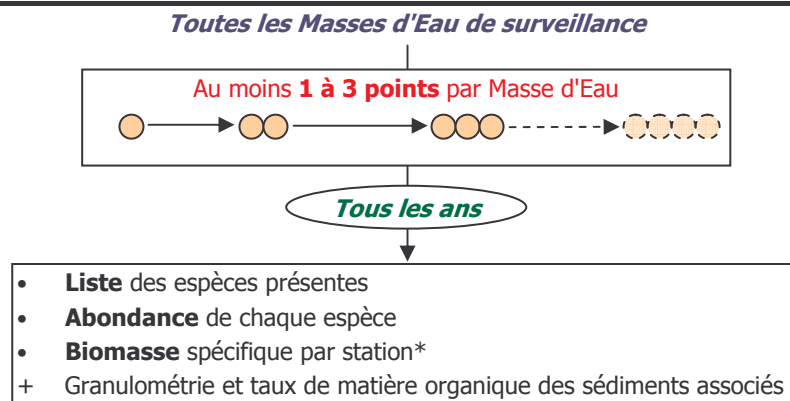 Toutes les Masses d'Eau de surveillance
Au moins 1 à 3 points par Masse d'Eau
Tous les ans
• Liste des espèces présentes
• Abondance de chaque espèce
• Biomasse spécifique par station*
+ Granulométrie et taux de matière organique des sédiments associés